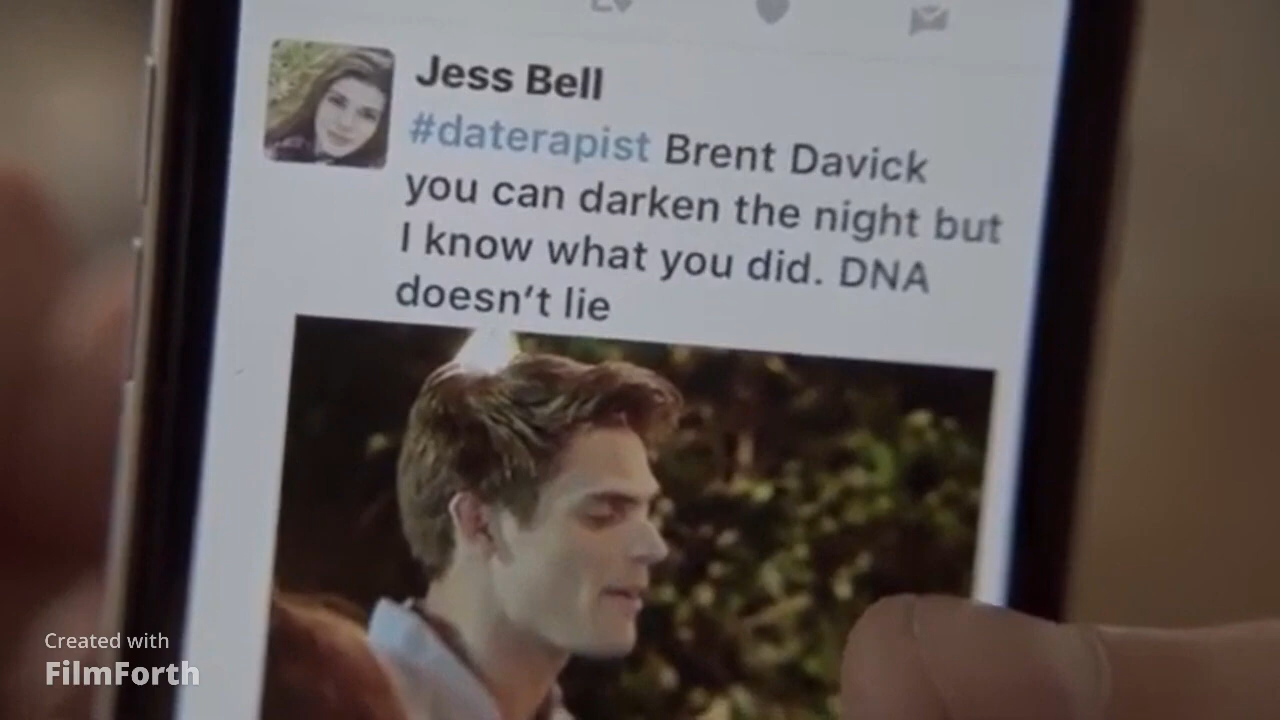 Jess Bell
#daterapist Brent Davick
you can darken the night but
I know what you did. DNA
doesn't lie
Created with
FilmForth